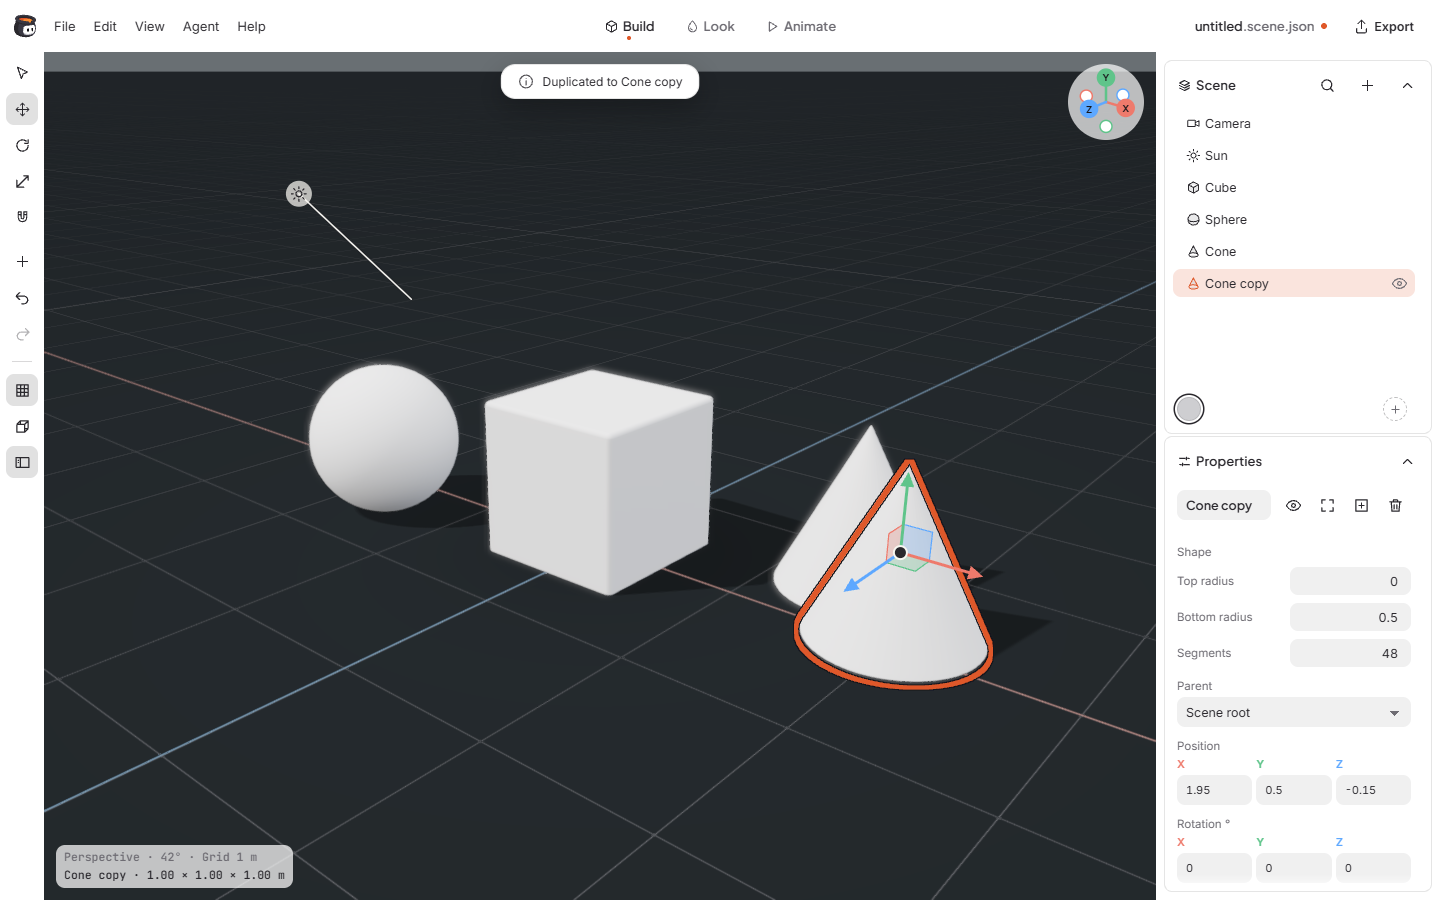 File Edit View Agent Help
Build Look Animate
untitled.scene.json Export
Duplicated to Cone copy
Y
Z X
Scene
Camera
Sun
Cube
Sphere
Cone
Cone copy
Properties
Cone copy
Shape
Top radius 0
Bottom radius 0.5
Segments 48
Parent
Scene root
Position
X Y Z
1.95 0.5 -0.15
Rotation °
X Y Z
0 0 0
Perspective · 42° · Grid 1 m
Cone copy · 1.00 × 1.00 × 1.00 m